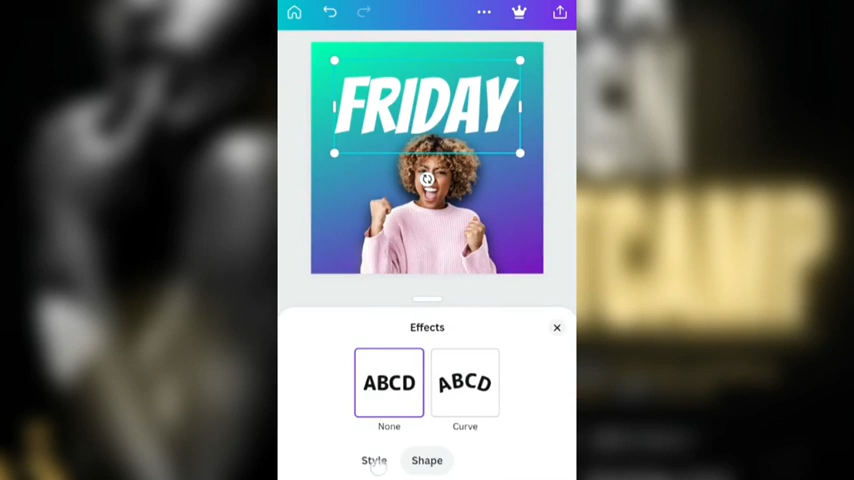 FRIDAY
Effects
ABCD
ABCD
None
Curve
Style
Shape